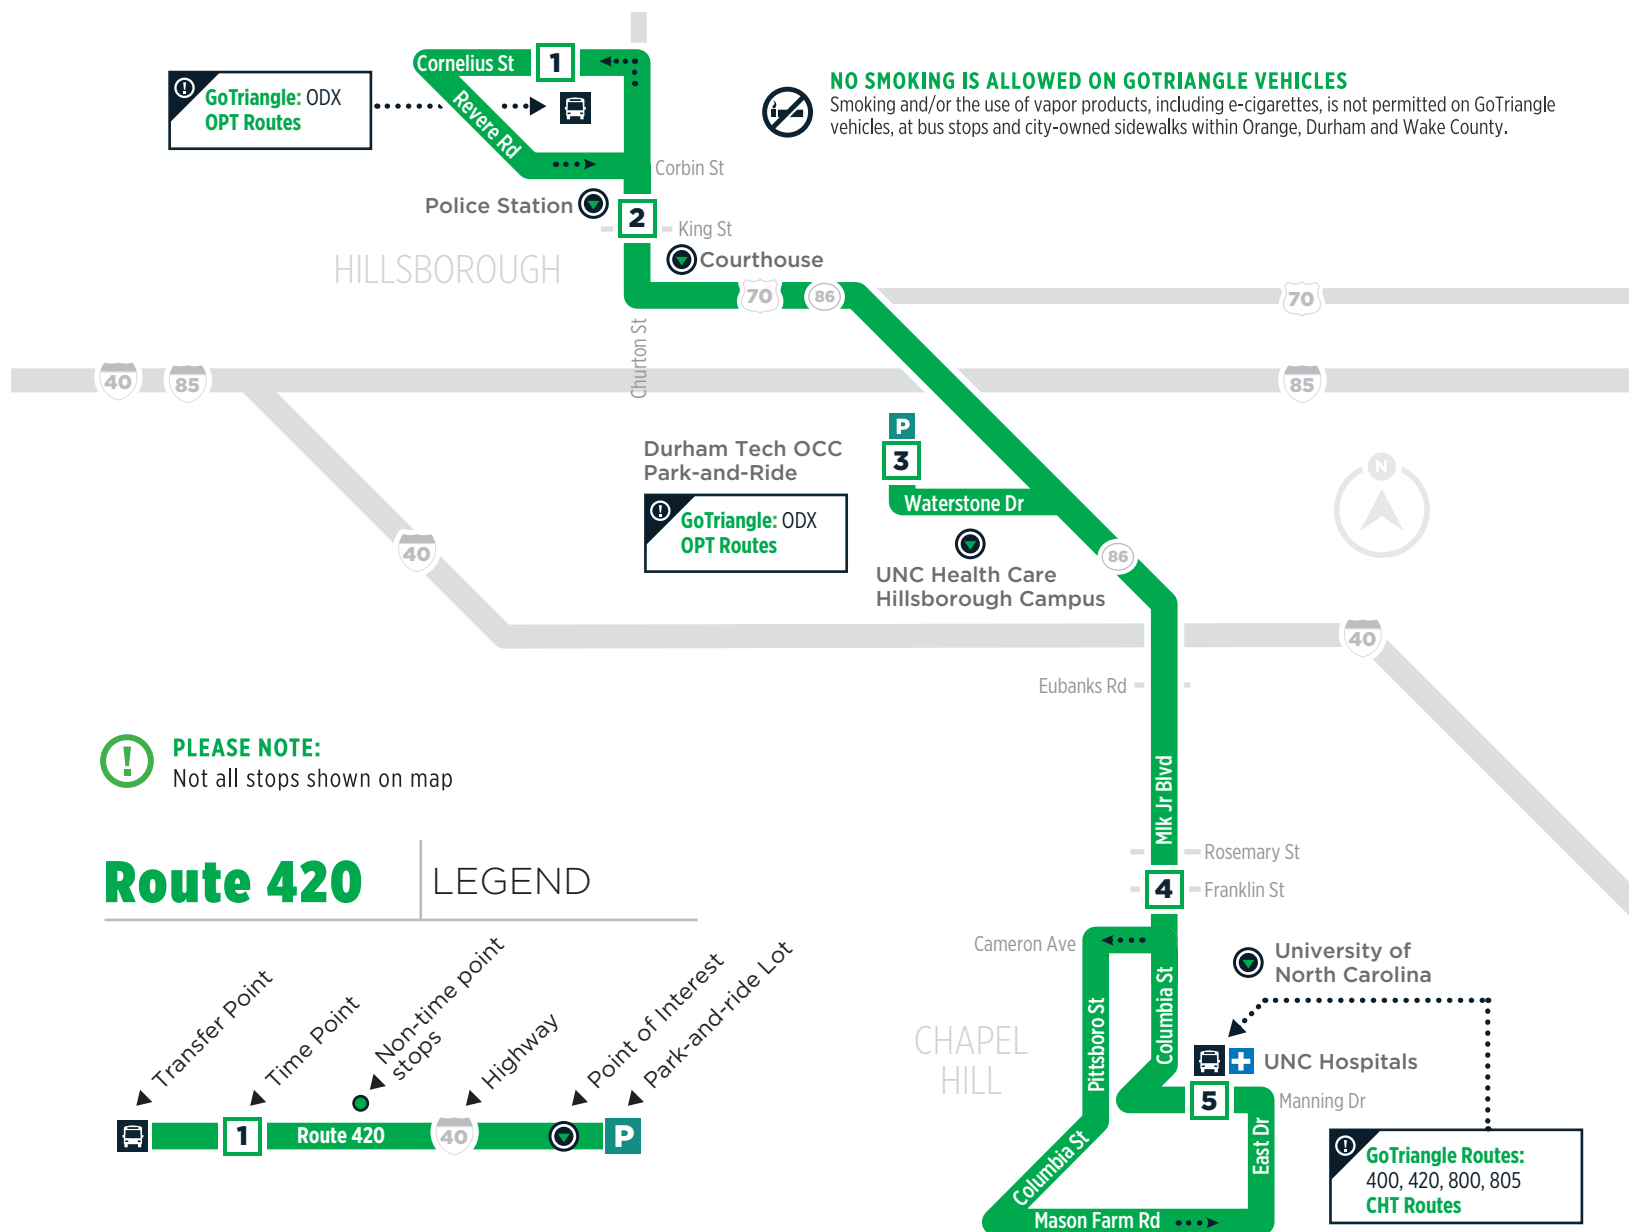 Cornelius St
1
GoTriangle: ODX
OPT Routes
Revere Rd
NO SMOKING IS ALLOWED ON GOTRIANGLE VEHICLES
Smoking and/or the use of vapor products, including e-cigarettes, is not permitted on GoTriangle
vehicles, at bus stops and city-owned sidewalks within Orange, Durham and Wake County.
Corbin St
Police Station
2
King St
HILLSBOROUGH
Courthouse
70
86
70
Churton St
40
85
85
P
Durham Tech OCC
Park-and-Ride
3
N
Waterstone Dr
GoTriangle: ODX
OPT Routes
40
86
UNC Health Care
Hillsborough Campus
40
Eubanks Rd
PLEASE NOTE:
Not all stops shown on map
Mlk Jr Blvd
Rosemary St
Route 420
LEGEND
4
Franklin St
Cameron Ave
University of
North Carolina
Columbia St
Pittsboro St
CHAPEL
HILL
UNC Hospitals
5
Manning Dr
East Dr
Columbia St
Mason Farm Rd
GoTriangle Routes:
400, 420, 800, 805
CHT Routes
Transfer Point
Time Point
Non-time point
stops
Highway
Point of Interest
Park-and-ride Lot
1
Route 420
40
P